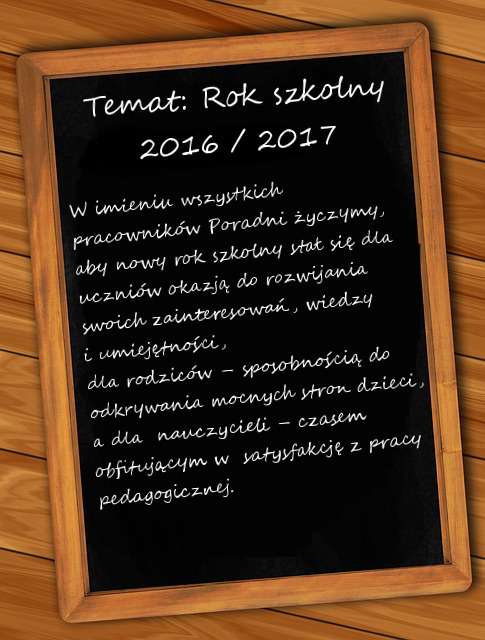 Temat: Rok szkolny
2016 / 2017
W imieniu wszystkich
pracowników Poradni życzymy,
aby nowy rok szkolny stał się dla
uczniów okazją do rozwijania
swoich zainteresowań, wiedzy
i umiejętności,
dla rodziców – sposobnością do
odkrywania mocnych stron dzieci,
a dla nauczycieli – czasem
obfitującym w satysfakcję z pracy
pedagogicznej.